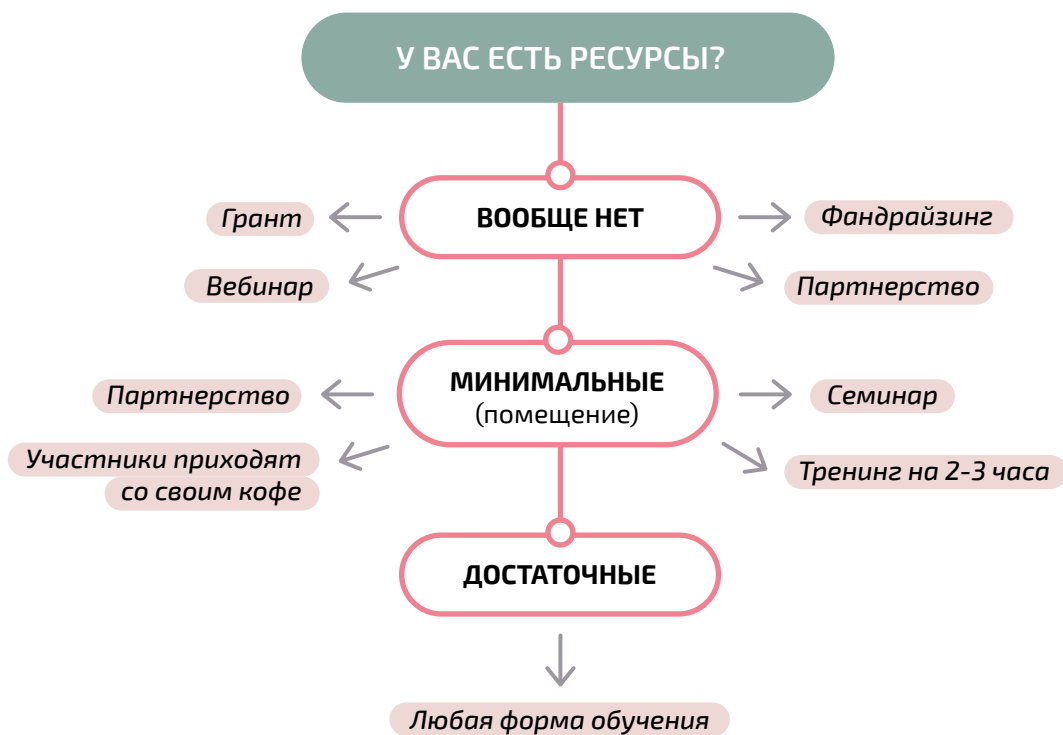 У ВАС ЕСТЬ РЕСУРСЫ?
ВООБЩЕ НЕТ
Грант
Фандрайзинг
Вебинар
Партнерство
МИНИМАЛЬНЫЕ
(помещение)
Партнерство
Семинар
Участники приходят
со своим кофе
Тренинг на 2-3 часа
ДОСТАТОЧНЫЕ
Любая форма обучения